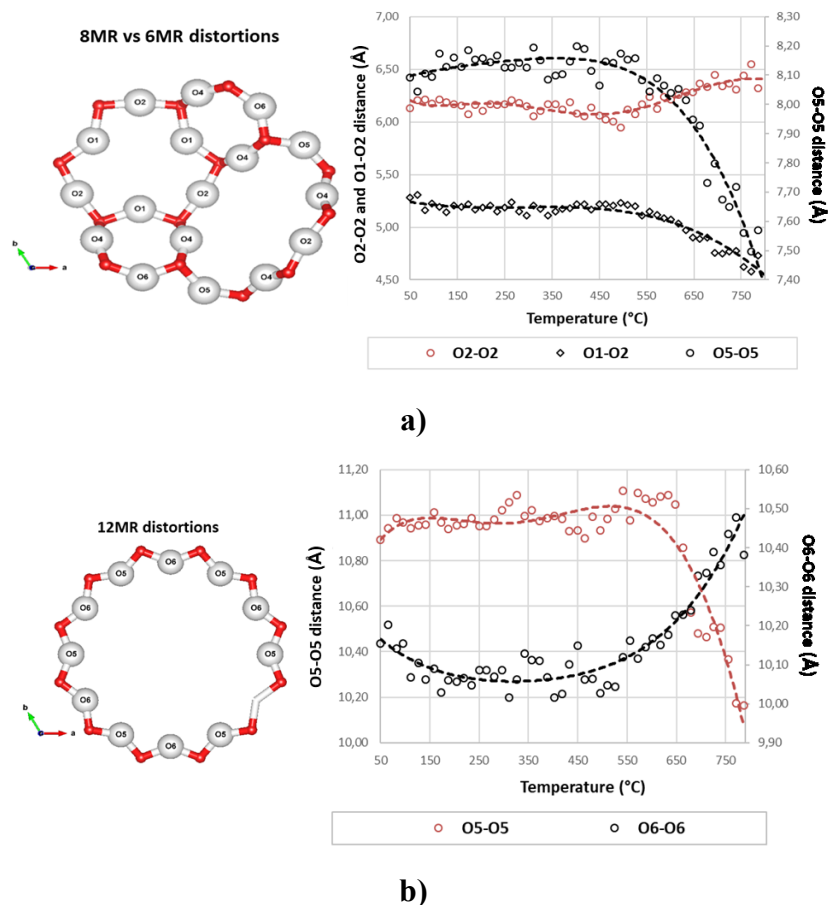 8MR vs 6MR distortions
O2
O4
O6
O1
O1
O4
O5
O2
O2
O4
O1
O4
O4
O2
O6
O5
O4
b
a
O2-O2 and O1-O2 distance (Å)
7,00
6,50
6,00
5,50
5,00
4,50
8,30
8,20
8,10
8,00
7,90
7,80
7,70
7,60
7,50
7,40
O5-O5 distance (Å)
50 150 250 350 450 550 650 750
Temperature (°C)
O2-O2 O1-O2 O5-O5
a)
12MR distortions
O6
O5
O5
O6
O6
O5
O5
O6
O5
O5
O6
b
a
O5-O5 distance (Å)
11,20
11,00
10,80
10,60
10,40
10,20
10,00
10,60
10,50
10,40
10,30
10,20
10,10
10,00
9,90
O6-O6 distance (Å)
50 150 250 350 450 550 650 750
Temperature (°C)
O5-O5 O6-O6
b)